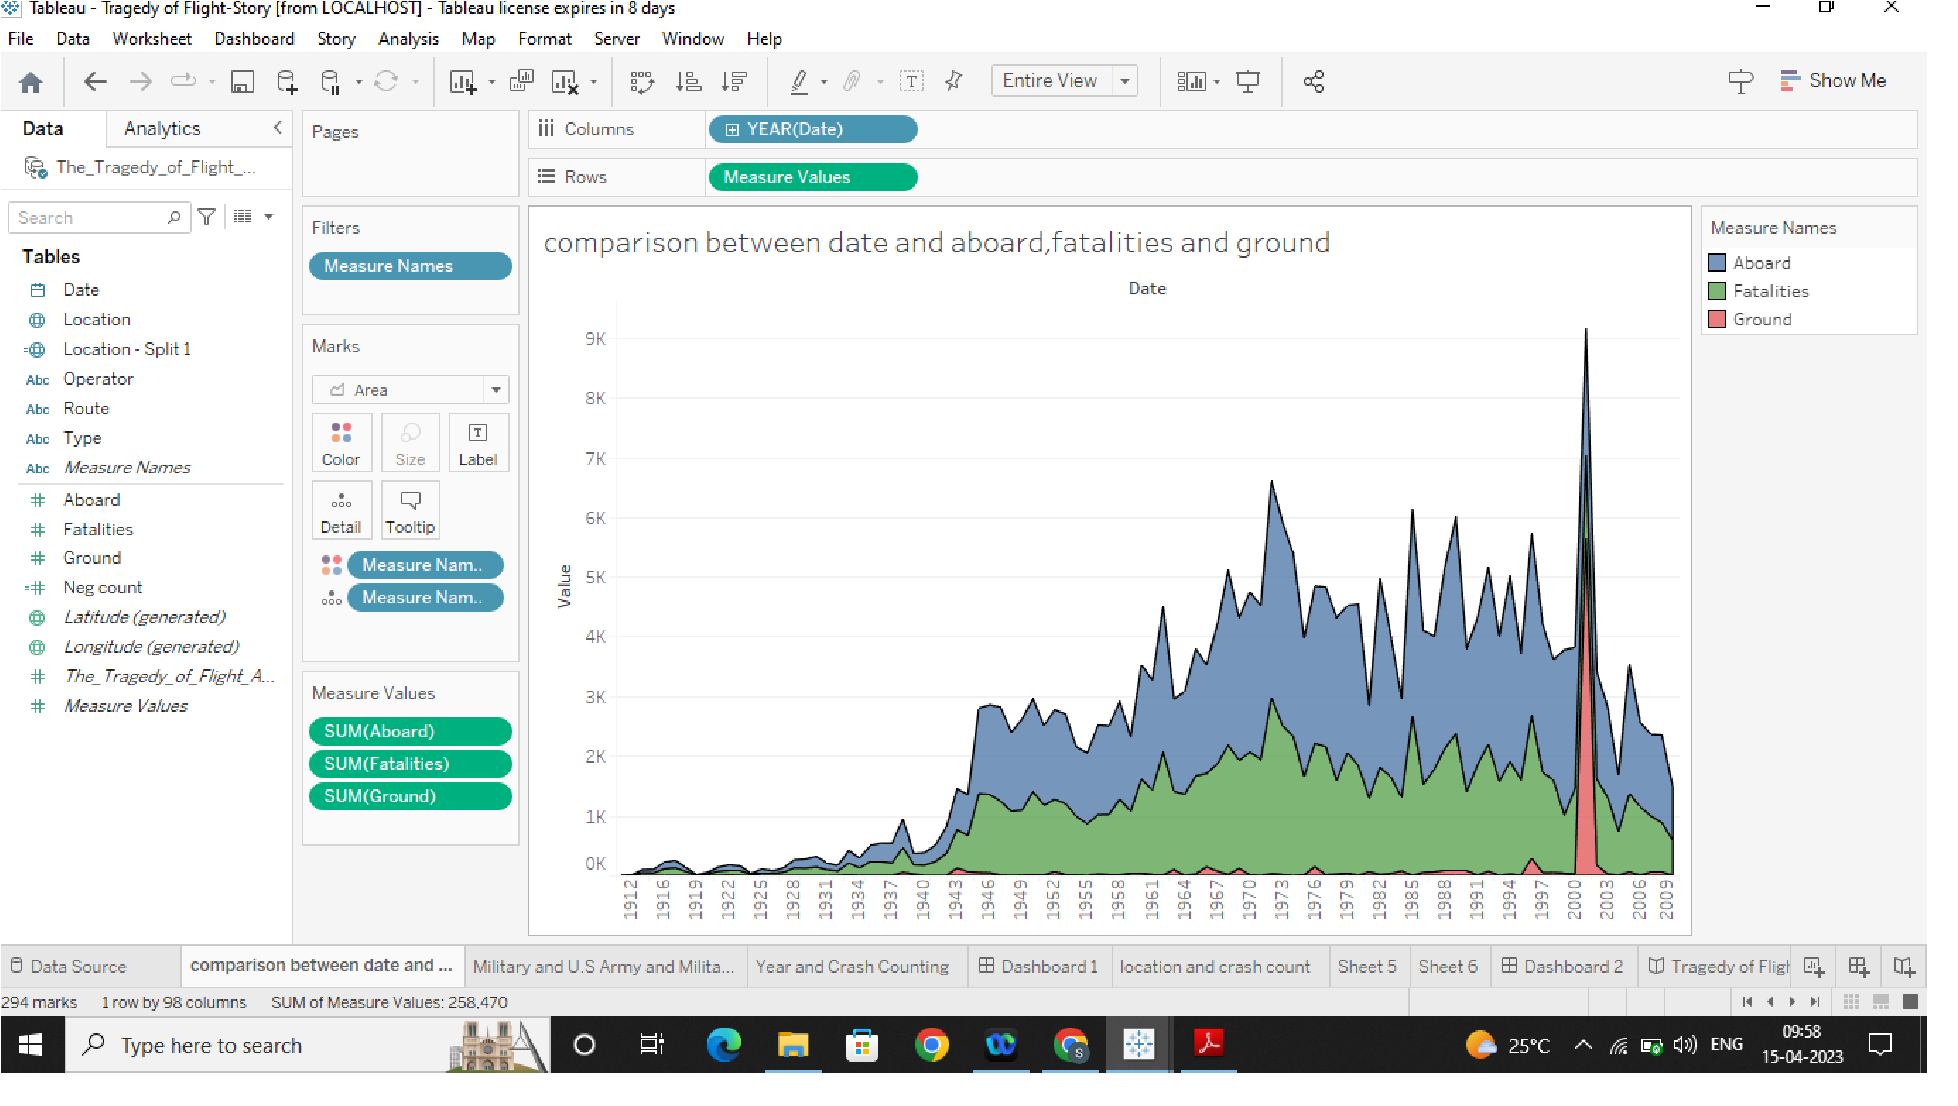 Tableau - Tragedy of Flight-Story [from LOCALHOST] - Tableau license expires in 8 days
File Data Worksheet Dashboard Story Analysis Map Format Server Window Help
Entire View
Show Me
Data Analytics
The_Tragedy_of_Flight_...
Search
Tables
Date
Location
Location - Split 1
Abc Operator
Abc Route
Abc Type
Abc Measure Names
Aboard
Fatalities
Ground
Neg count
Latitude (generated)
Longitude (generated)
The_Tragedy_of_Flight_A...
Measure Values
Pages
Filters
Measure Names
Marks
Area
Color Size Label
Detail Tooltip
Measure Nam..
Measure Nam..
Measure Values
SUM(Aboard)
SUM(Fatalities)
SUM(Ground)
Columns YEAR(Date)
Rows Measure Values
comparison between date and aboard,fatalities and ground
Date
Value
9K
8K
7K
6K
5K
4K
3K
2K
1K
0K
1912 1916 1919 1922 1925 1928 1931 1934 1937 1940 1943 1946 1949 1952 1955 1958 1961 1964 1967 1970 1973 1976 1979 1982 1985 1988 1991 1994 1997 2000 2003 2006 2009
Measure Names
Aboard
Fatalities
Ground
Data Source comparison between date and ... Military and U.S Army and Milita... Year and Crash Counting Dashboard 1 location and crash count Sheet 5 Sheet 6 Dashboard 2 Tragedy of Fligh
294 marks 1 row by 98 columns SUM of Measure Values: 258,470
Type here to search
S
25°C ENG
09:58
15-04-2023